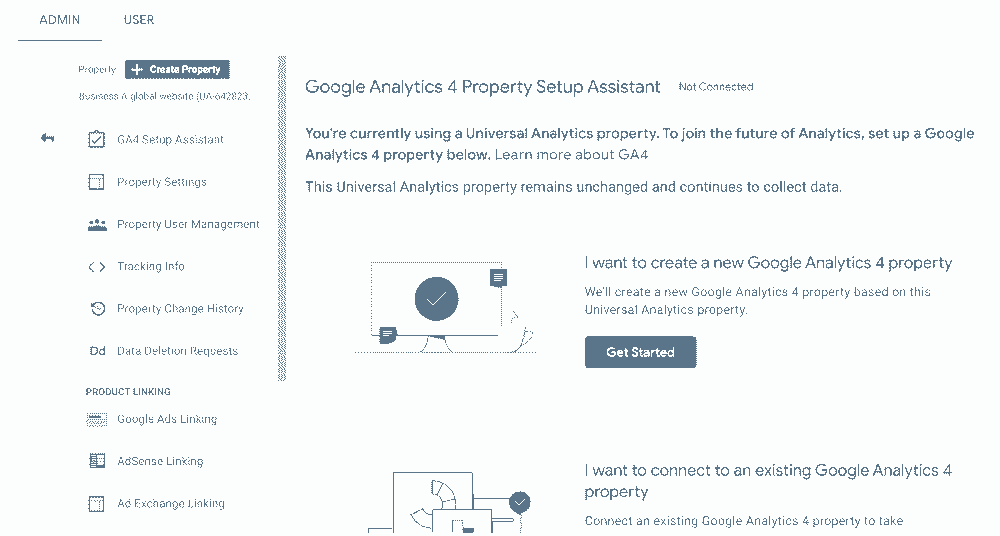 ADMIN USER
Property + Create Property
Business A global website (UA-642823
GA4 Setup Assistant
Property Settings
Property User Management
Tracking Info
Property Change History
Dd Data Deletion Requests
PRODUCT LINKING
Google Ads Linking
AdSense Linking
Ad Exchange Linking
Google Analytics 4 Property Setup Assistant Not Connected
You're currently using a Universal Analytics property. To join the future of Analytics, set up a Google
Analytics 4 property below. Learn more about GA4
This Universal Analytics property remains unchanged and continues to collect data.
I want to create a new Google Analytics 4 property
We'll create a new Google Analytics 4 property based on this
Universal Analytics property.
Get Started
I want to connect to an existing Google Analytics 4
property
Connect an existing Google Analytics 4 property to take